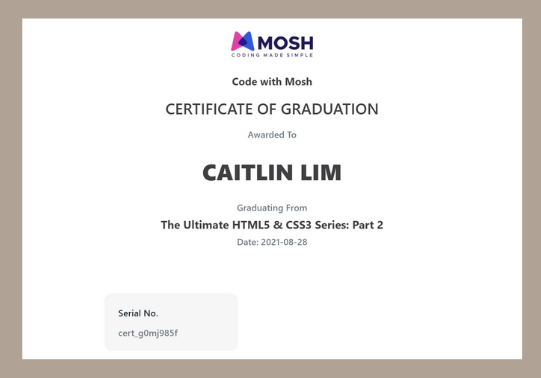 MOSH
CODING MADE SIMPLE
Code with Mosh
CERTIFICATE OF GRADUATION
Awarded To
CAITLIN LIM
Graduating From
The Ultimate HTML5 & CSS3 Series: Part 2
Date: 2021-08-28
Serial No.
cert_g0mj985f